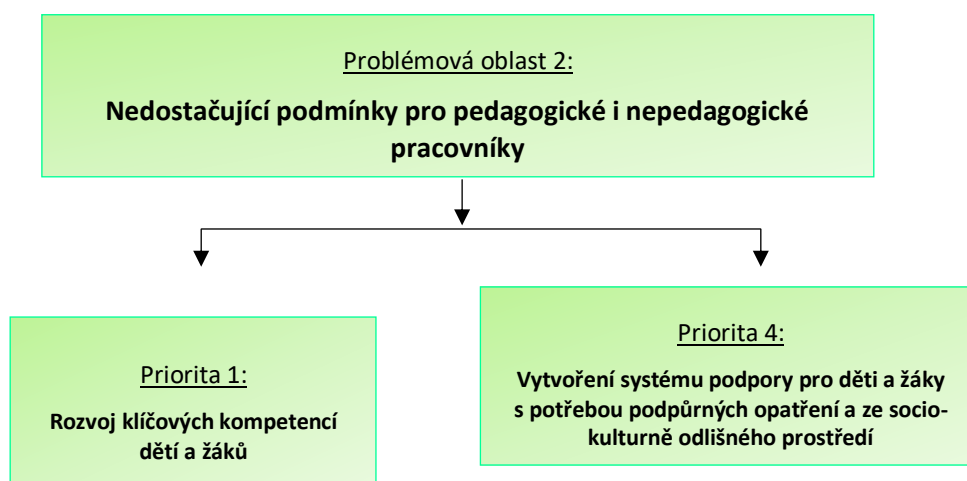 Problémová oblast 2:
Nedostačující podmínky pro pedagogické i nepedagogické
pracovníky
Priorita 1:
Rozvoj klíčových kompetencí
dětí a žáků
Priorita 4:
Vytvoření systému podpory pro děti a žáky
s potřebou podpůrných opatření a ze socio-
kulturně odlišného prostředí